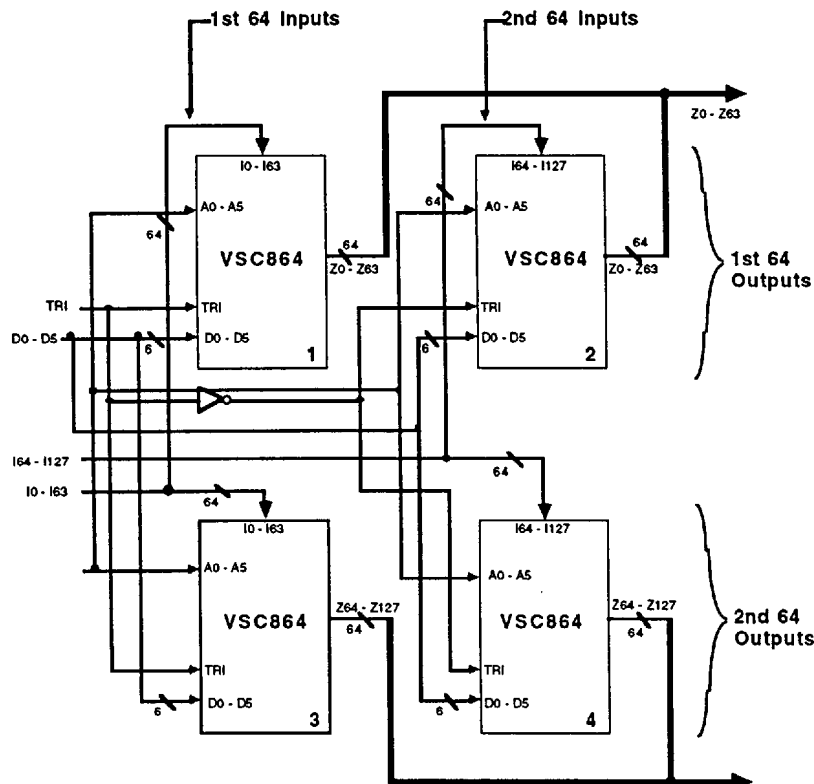 1st 64 Inputs
2nd 64 Inputs
Z0 - Z63
I0 - I63
I64 - I127
A0 - A5
A0 - A5
64
64
64
64
VSC864
VSC864
Z0 - Z63
Z0 - Z63
1st 64
Outputs
TRI
TRI
TRI
D0 - D5
6
D0 - D5
6
D0 - D5
1
2
I64 - I127
64
I0 - I63
64
I0 - I63
I64 - I127
A0 - A5
A0 - A5
Z64 - Z127
Z64 - Z127
VSC864
64
VSC864
64
2nd 64
Outputs
TRI
TRI
6
D0 - D5
6
D0 - D5
3
4